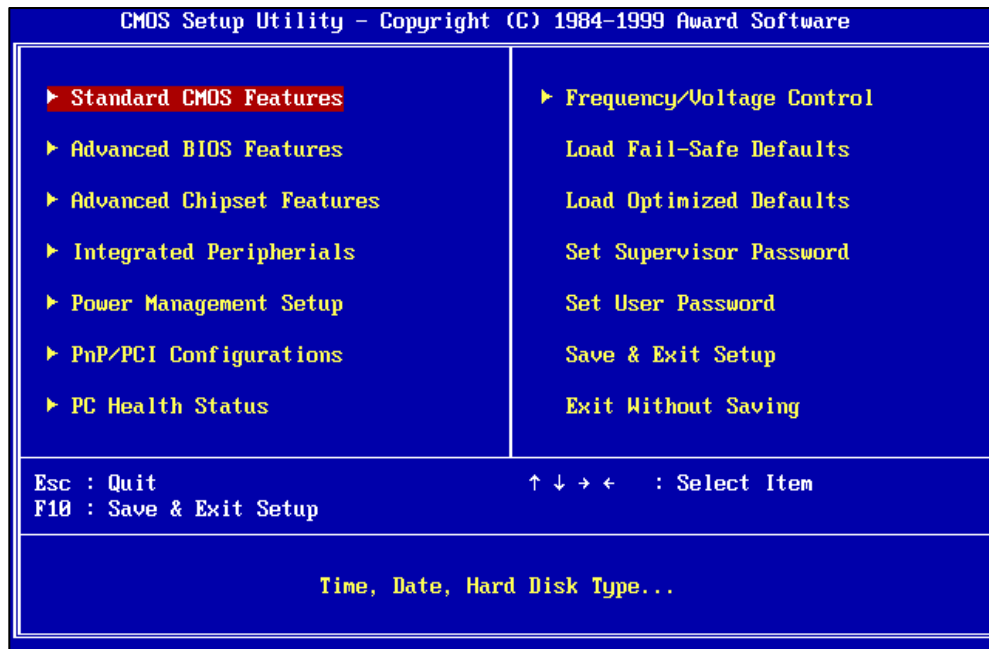 CMOS Setup Utility – Copyright (C) 1984–1999 Award Software
▶ Standard CMOS Features
▶ Advanced BIOS Features
▶ Advanced Chipset Features
▶ Integrated Peripherials
▶ Power Management Setup
▶ PnP/PCI Configurations
▶ PC Health Status
▶ Frequency/Voltage Control
Load Fail–Safe Defaults
Load Optimized Defaults
Set Supervisor Password
Set User Password
Save & Exit Setup
Exit Without Saving
Esc : Quit
F10 : Save & Exit Setup
↑ ↓ → ← : Select Item
Time, Date, Hard Disk Type...